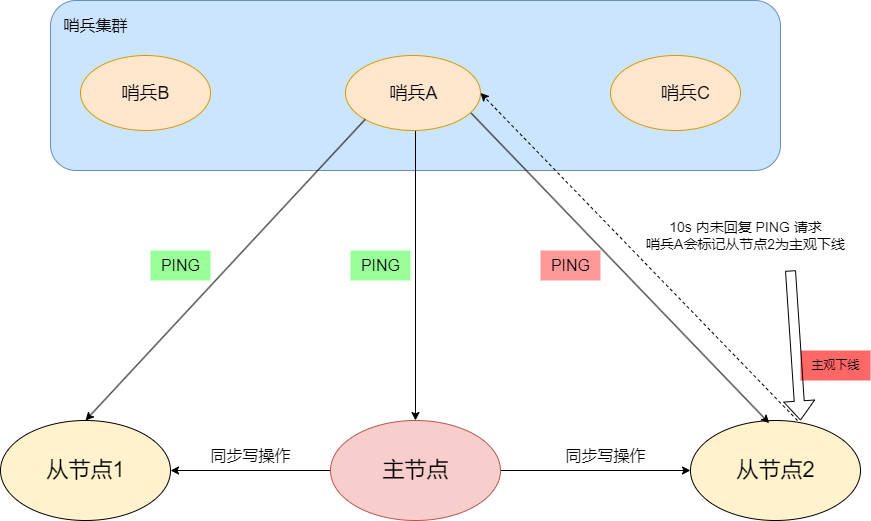 哨兵集群
哨兵B
哨兵A
哨兵C
10s 内未回复 PING 请求
哨兵A会标记从节点2为主观下线
PING
PING
PING
主观下线
同步写操作
同步写操作
从节点1
主节点
从节点2